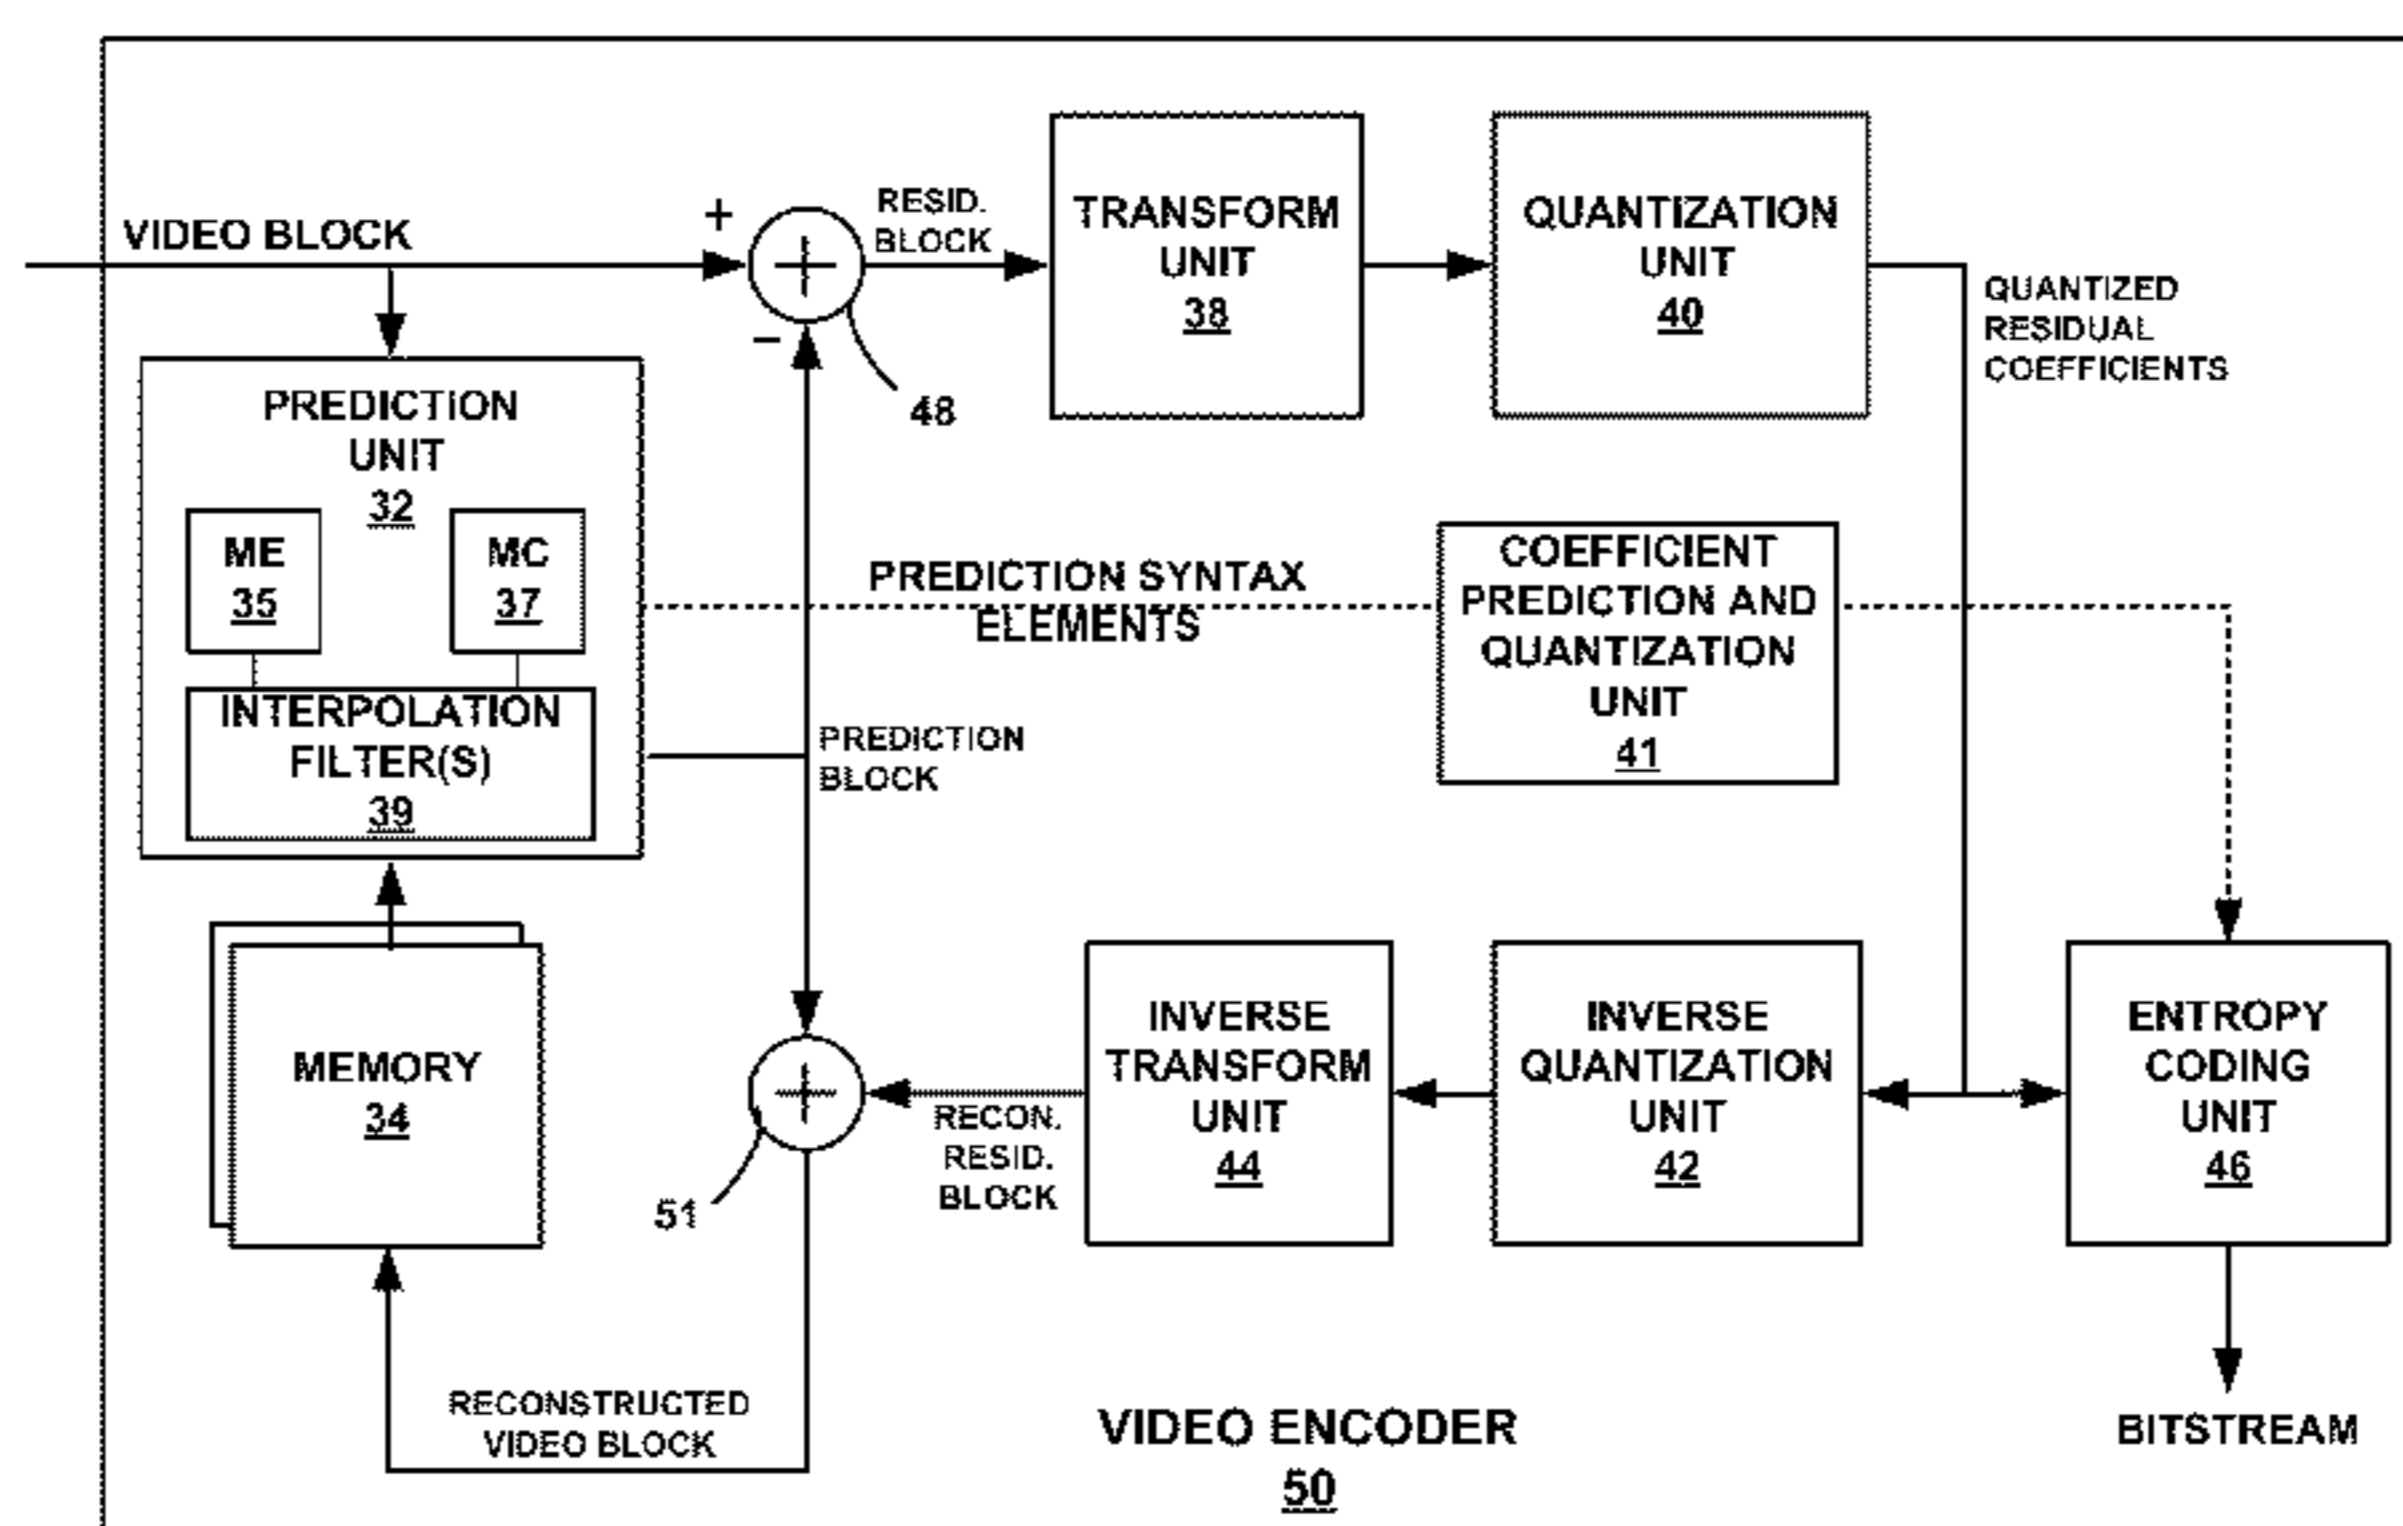 VIDEO BLOCK
+
−
RESID.
BLOCK
48
TRANSFORM
UNIT
38
QUANTIZATION
UNIT
40
QUANTIZED
RESIDUAL
COEFFICIENTS
PREDICTION
UNIT
32
ME
35
MC
37
INTERPOLATION
FILTER(S)
39
PREDICTION SYNTAX
ELEMENTS
COEFFICIENT
PREDICTION AND
QUANTIZATION
UNIT
41
PREDICTION
BLOCK
MEMORY
34
51
RECON.
RESID.
BLOCK
INVERSE
TRANSFORM
UNIT
44
INVERSE
QUANTIZATION
UNIT
42
ENTROPY
CODING
UNIT
46
RECONSTRUCTED
VIDEO BLOCK
VIDEO ENCODER
50
BITSTREAM